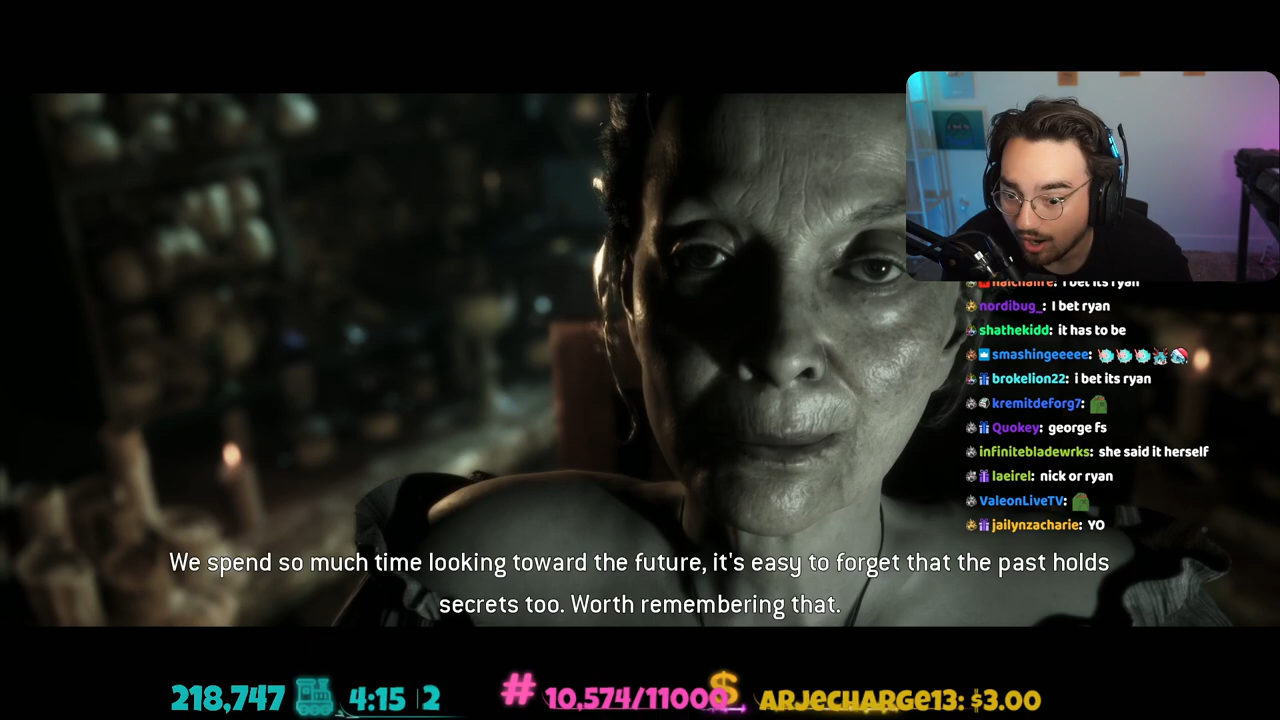 haichaiire: I bet its ryan
nordibug_: I bet ryan
shathekidd: it has to be
smashingeeeee:
brokelion22: i bet its ryan
kremitdeforg7:
Quokey: george fs
infinitebladewrks: she said it herself
laeirel: nick or ryan
ValeonLiveTV:
jailynzacharie: YO
We spend so much time looking toward the future, it's easy to forget that the past holds
secrets too. Worth remembering that.
218,747 4:15 | 2 # 10,574/11000 $ ARJECHARGE13: $3.00